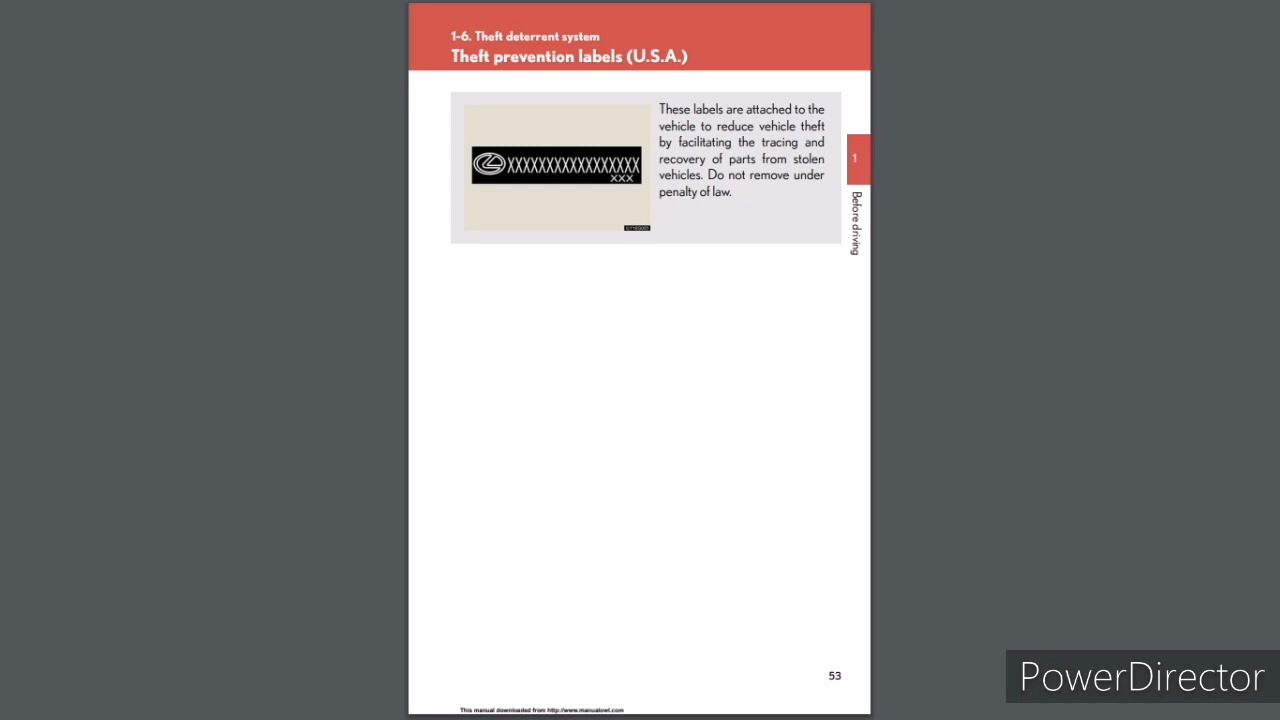 1-6. Theft deterrent system
Theft prevention labels (U.S.A.)
These labels are attached to the
vehicle to reduce vehicle theft
by facilitating the tracing and
recovery of parts from stolen
vehicles. Do not remove under
penalty of law.
XXXXXXXXXXXXXXXXX
XXX
1
Before driving
53
This manual downloaded from http://www.manualowl.com
PowerDirector